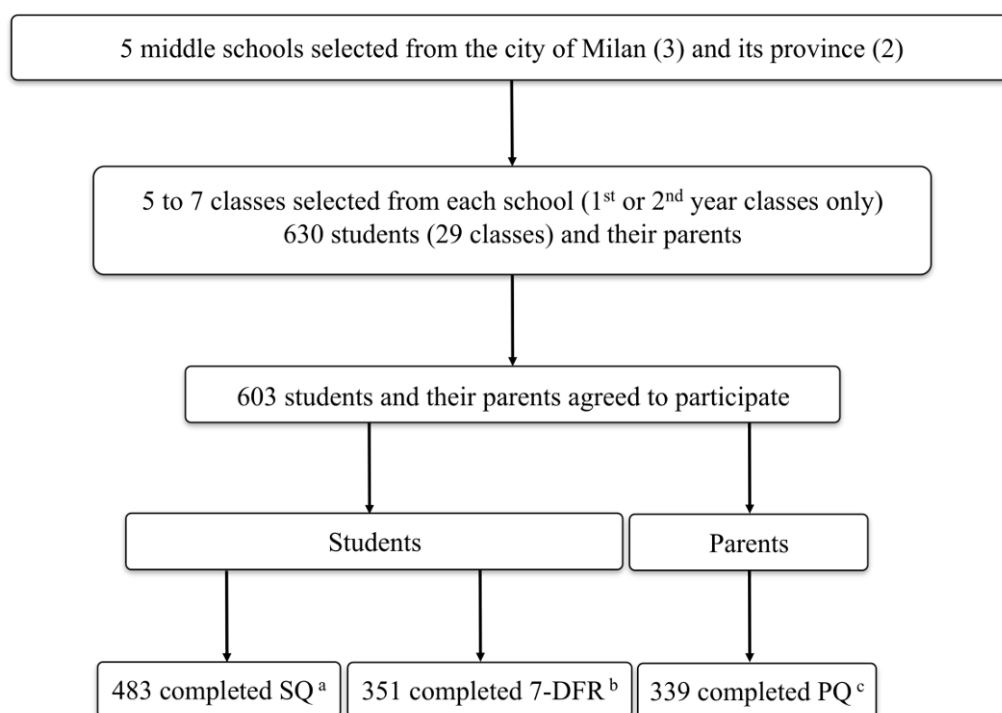 5 middle schools selected from the city of Milan (3) and its province (2)
5 to 7 classes selected from each school (1st or 2nd year classes only)
630 students (29 classes) and their parents
603 students and their parents agreed to participate
Students
Parents
483 completed SQ a
351 completed 7-DFR b
339 completed PQ c